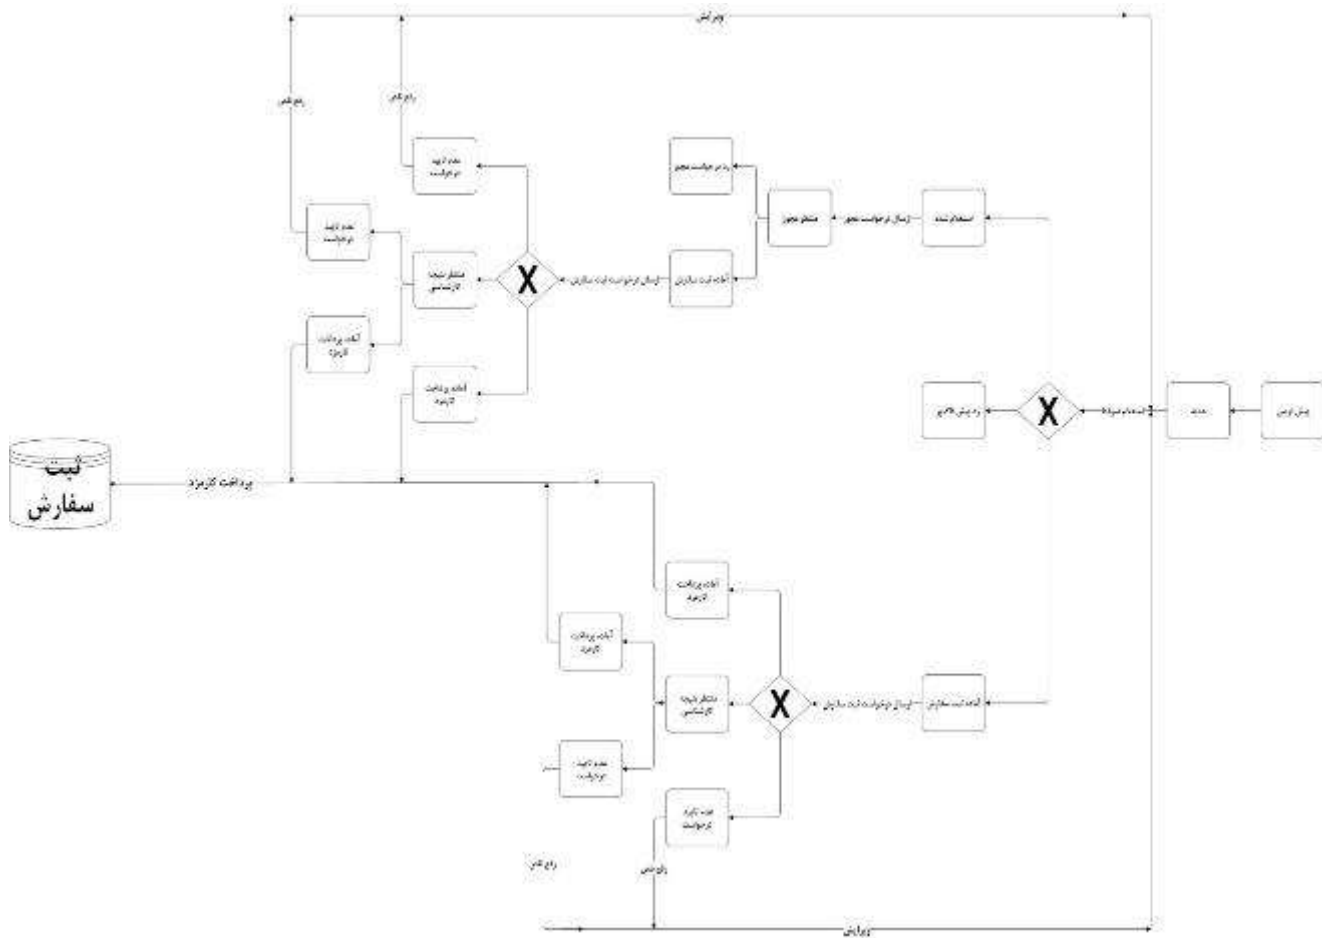 ویرایش
رفع نقص
رفع نقص
عدم تایید
درخواست
رد درخواست مجوز
عدم تایید
درخواست
منتظر مجوز
ارسال درخواست مجوز
استعلام شده
منتظر نتیجه
کارشناسی
X
ارسال درخواست ثبت سفارش
آماده ثبت سفارش
آماده پرداخت
کارمزد
آماده پرداخت
کارمزد
رد پیش فاکتور
X
جدید
پیش نویس
ثبت
سفارش
پرداخت کارمزد
آماده پرداخت
کارمزد
آماده پرداخت
کارمزد
منتظر نتیجه
کارشناسی
X
ارسال درخواست ثبت سفارش
آماده ثبت سفارش
عدم تایید
درخواست
عدم تایید
درخواست
رفع نقص
رفع نقص
ویرایش